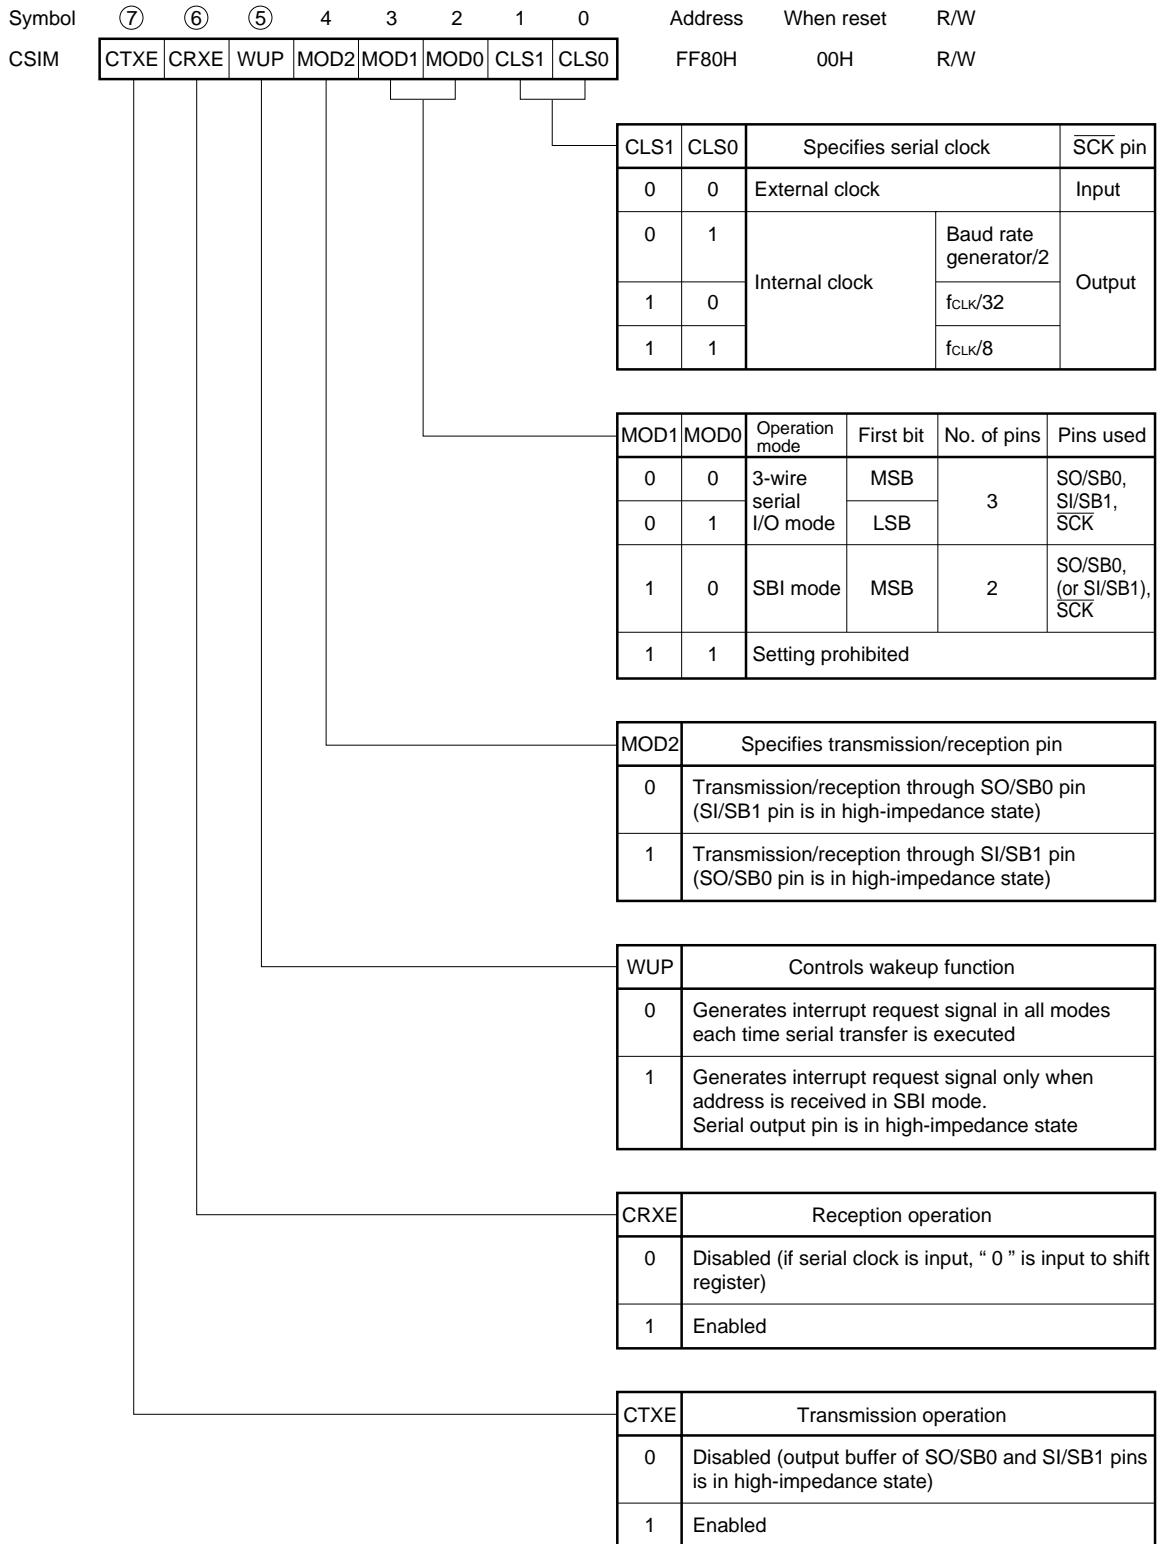 Symbol ⑦ ⑥ ⑤ 4 3 2 1 0 Address When reset R/W
CSIM CTXE CRXE WUP MOD2 MOD1 MOD0 CLS1 CLS0 FF80H 00H R/W
CLS1 CLS0 Specifies serial clock SCK pin
0 0 External clock Input
0 1 Internal clock Baud rate generator/2 Output
1 0 fCLK/32
1 1 fCLK/8
MOD1 MOD0 Operation mode First bit No. of pins Pins used
0 0 3-wire serial I/O mode MSB 3 SO/SB0, SI/SB1, SCK
0 1 LSB
1 0 SBI mode MSB 2 SO/SB0, (or SI/SB1), SCK
1 1 Setting prohibited
MOD2 Specifies transmission/reception pin
0 Transmission/reception through SO/SB0 pin
(SI/SB1 pin is in high-impedance state)
1 Transmission/reception through SI/SB1 pin
(SO/SB0 pin is in high-impedance state)
WUP Controls wakeup function
0 Generates interrupt request signal in all modes
each time serial transfer is executed
1 Generates interrupt request signal only when
address is received in SBI mode.
Serial output pin is in high-impedance state
CRXE Reception operation
0 Disabled (if serial clock is input, “ 0 ” is input to shift
register)
1 Enabled
CTXE Transmission operation
0 Disabled (output buffer of SO/SB0 and SI/SB1 pins
is in high-impedance state)
1 Enabled